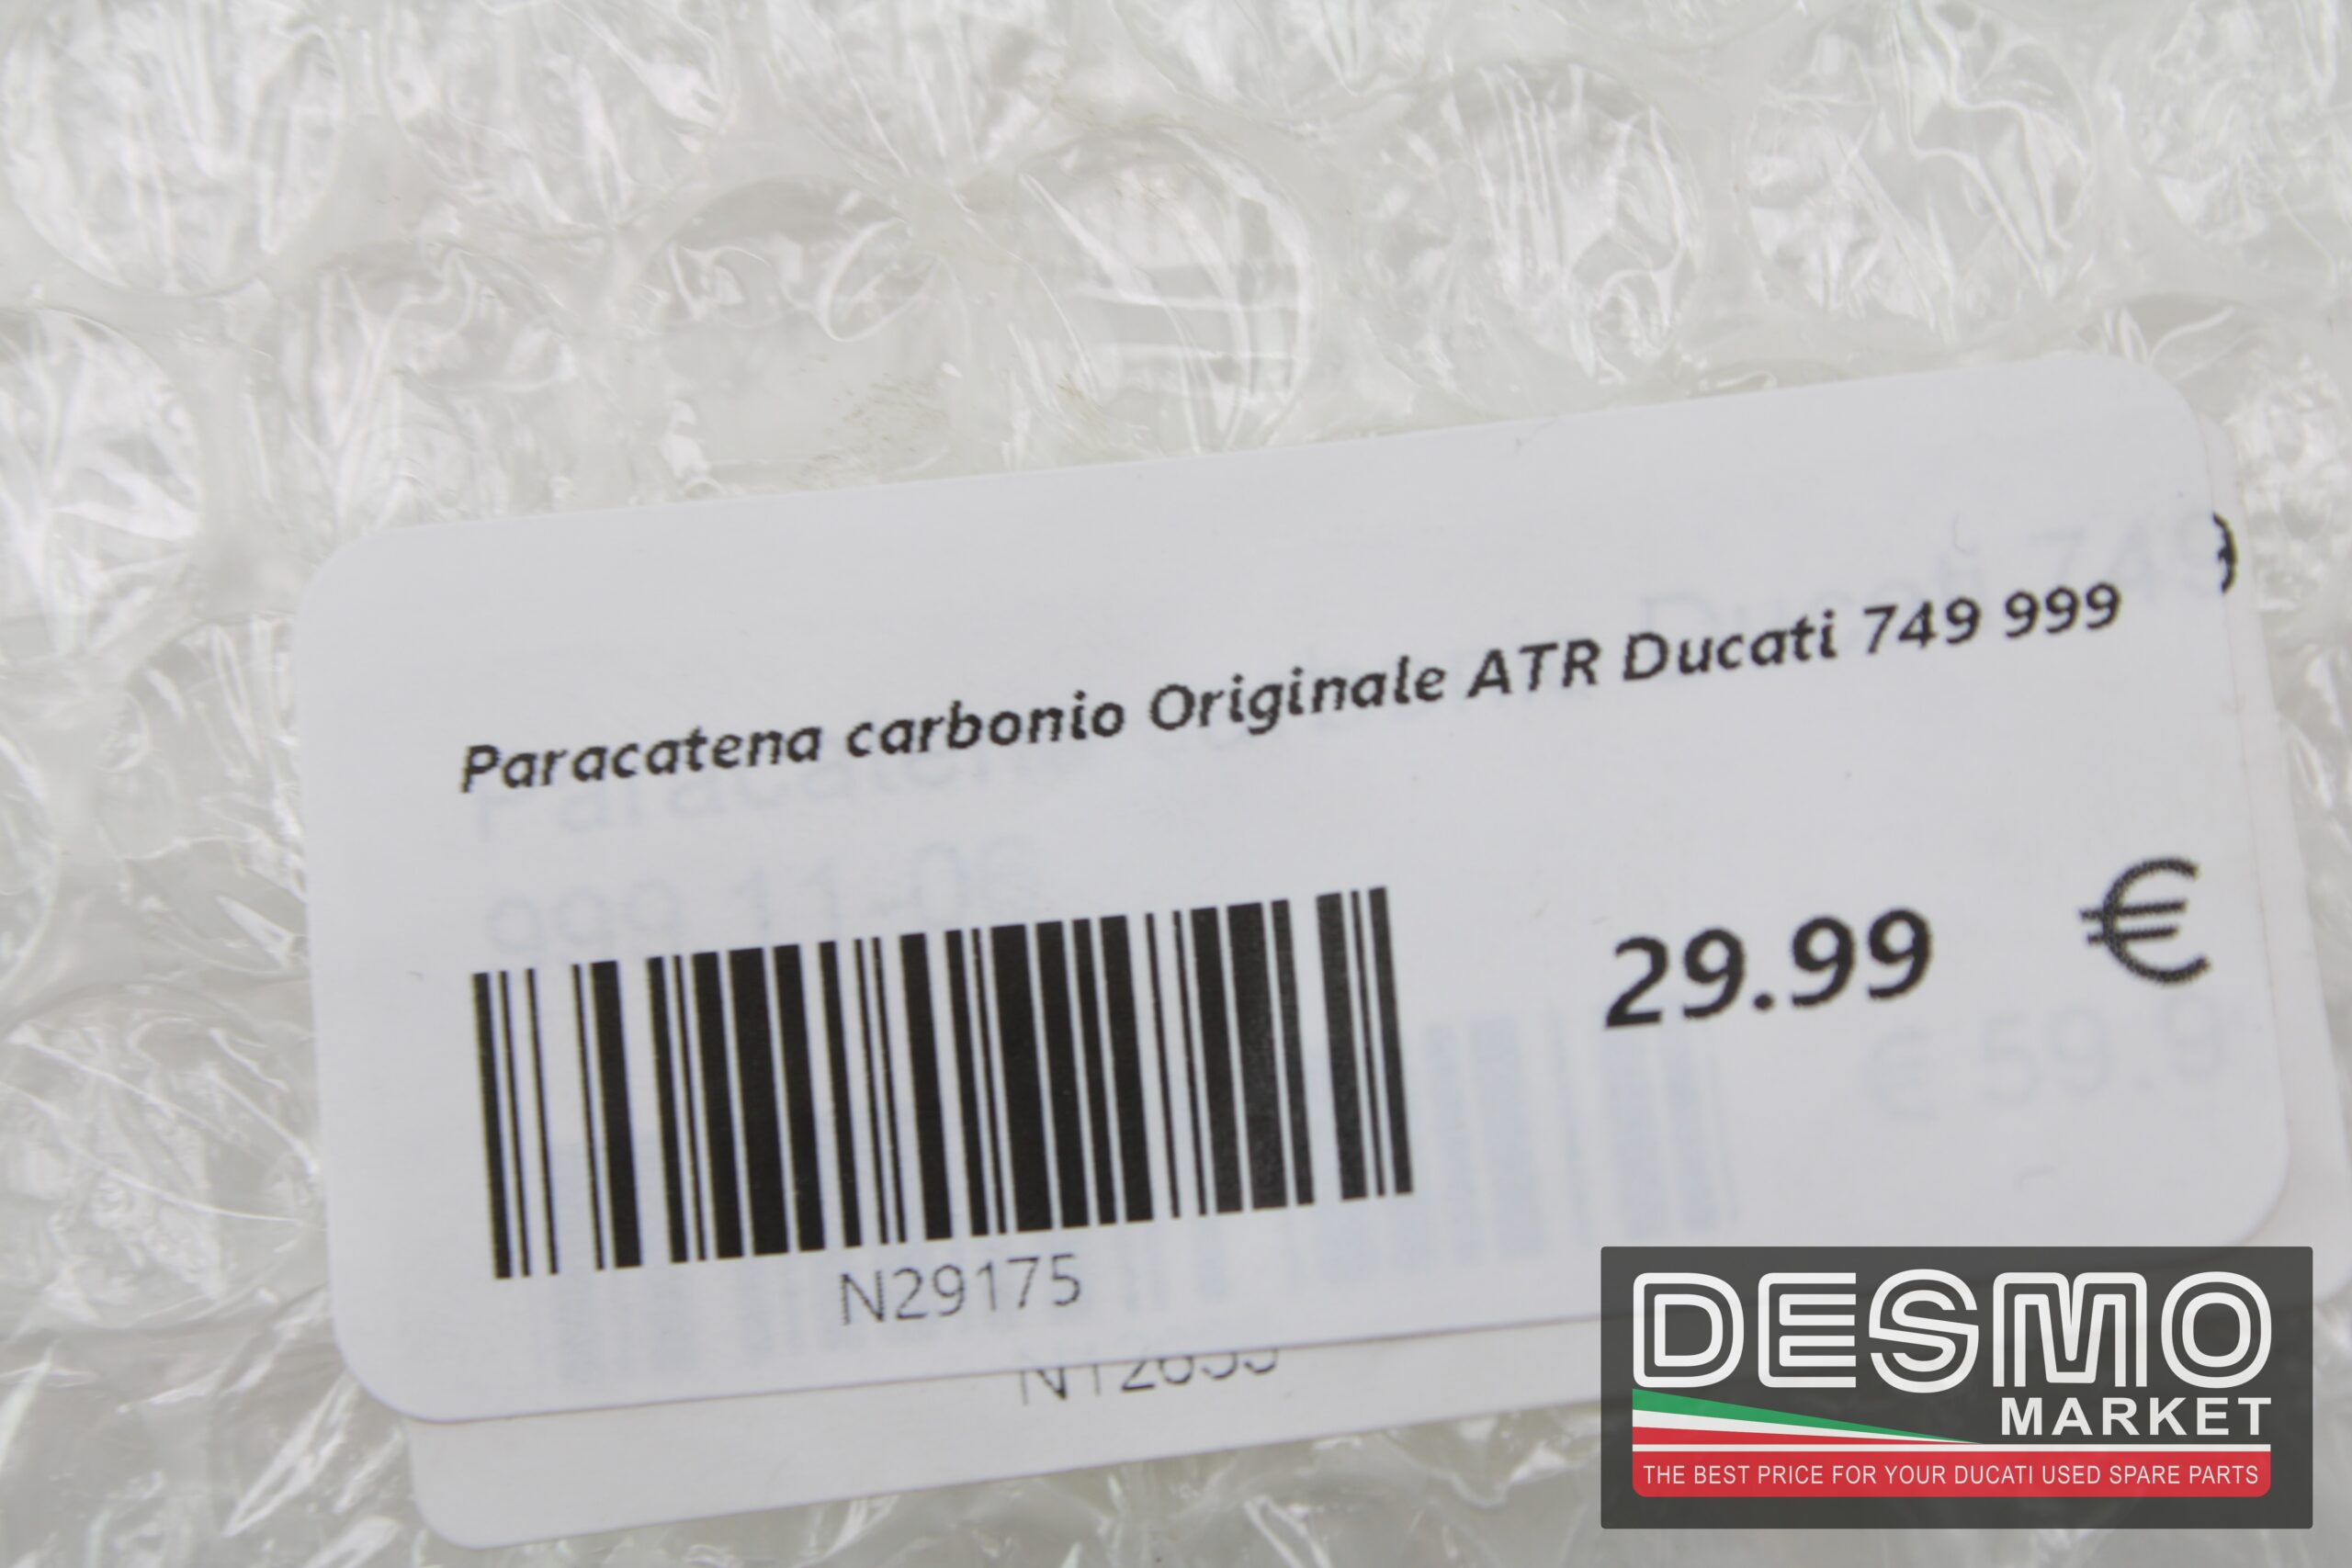 Paracatena carbonio Originale ATR Ducati 749 999
29.99 €
N29175
DESMO
MARKET
THE BEST PRICE FOR YOUR DUCATI USED SPARE PARTS